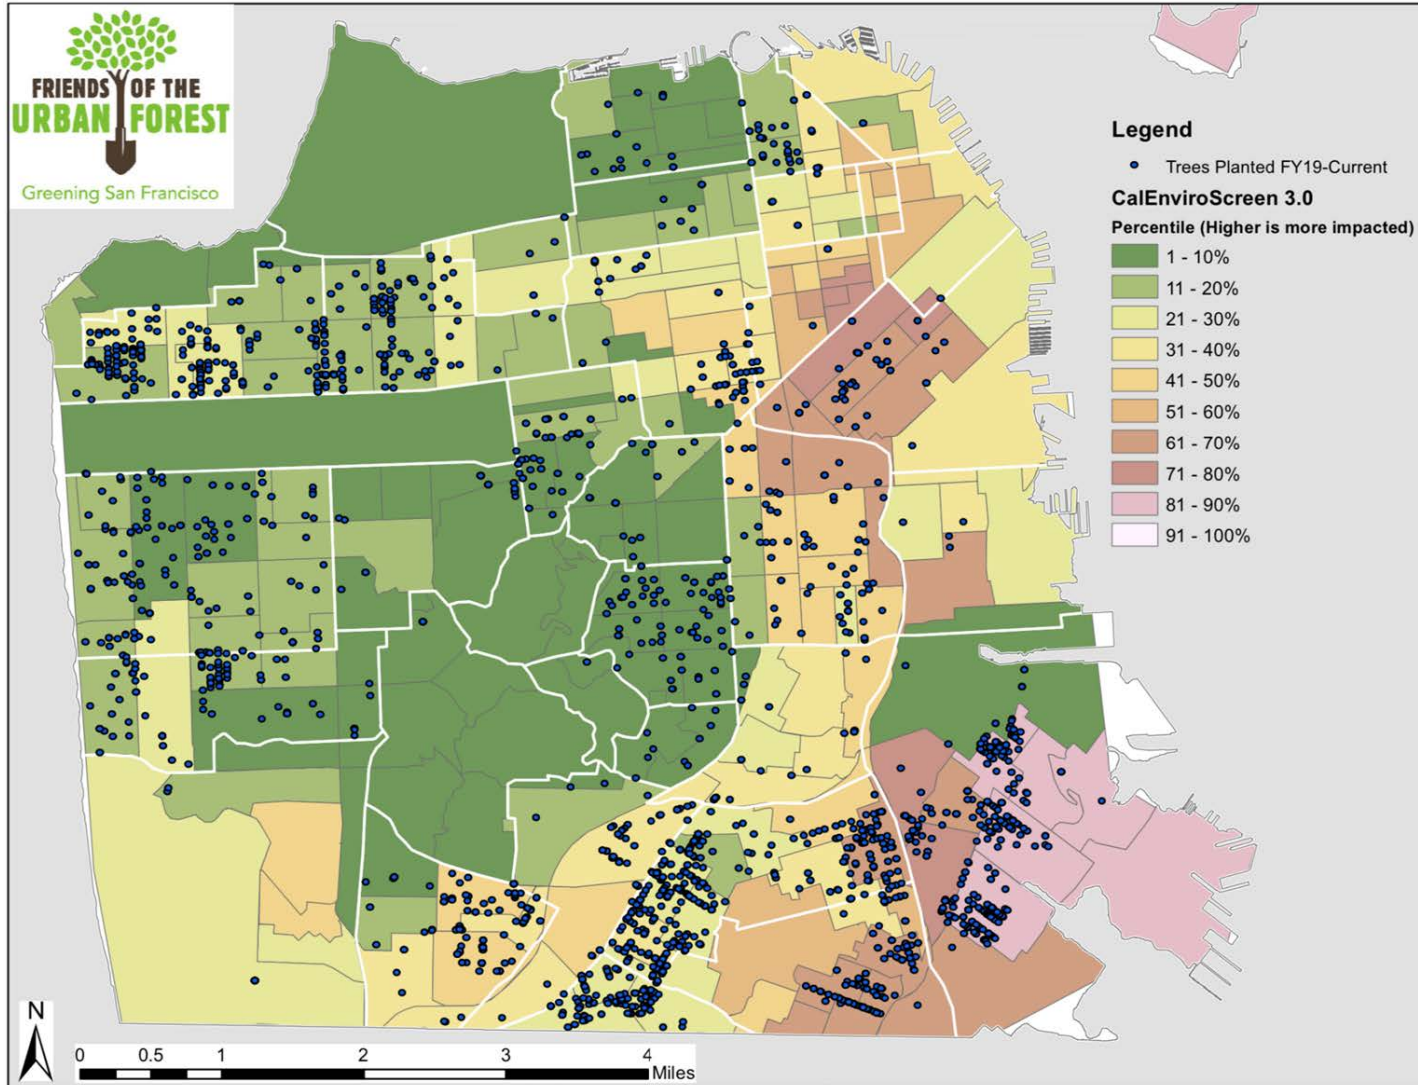 FRIENDS OF THE
URBAN FOREST
Greening San Francisco
Legend
Trees Planted FY19-Current
CalEnviroScreen 3.0
Percentile (Higher is more impacted)
1 - 10%
11 - 20%
21 - 30%
31 - 40%
41 - 50%
51 - 60%
61 - 70%
71 - 80%
81 - 90%
91 - 100%
N
0 0.5 1 2 3 4
Miles